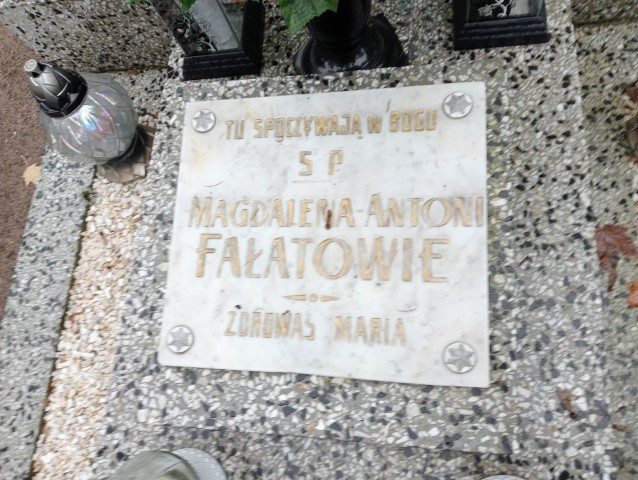 TU SPOCZYWAJĄ W BOGU
Ś P
MAGDALENA-ANTONI
FAŁATOWIE
ZDROWAŚ MARIA